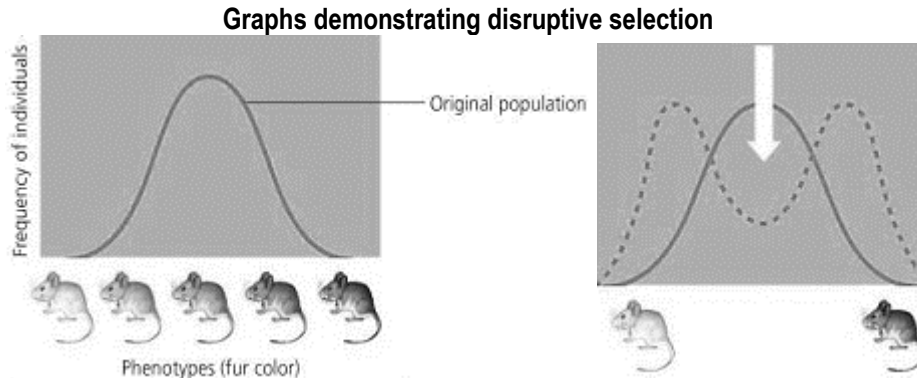 Graphs demonstrating disruptive selection
Frequency of individuals
Original population
Phenotypes (fur color)